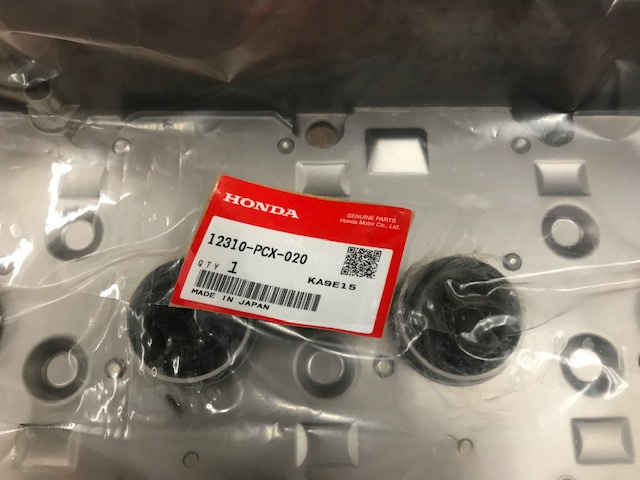 HONDA
GENUINE PARTS
Honda Motor Co., Ltd.
12310-PCX-020
QTY 1
KA9E15
MADE IN JAPAN